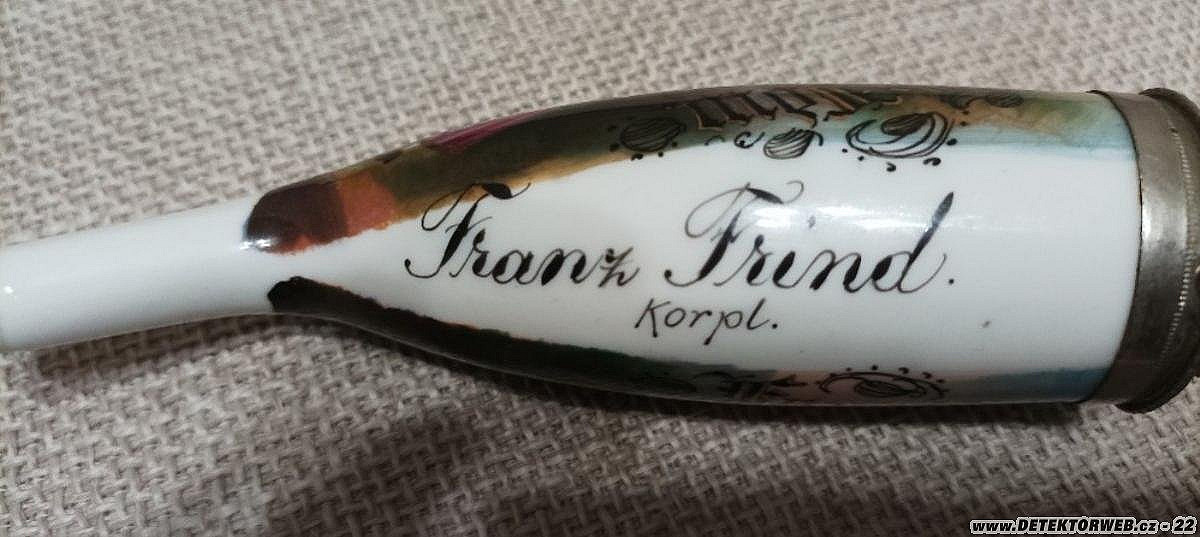 Franz Frind.
Korpl.
www.DETEKTORWEB.cz - 22